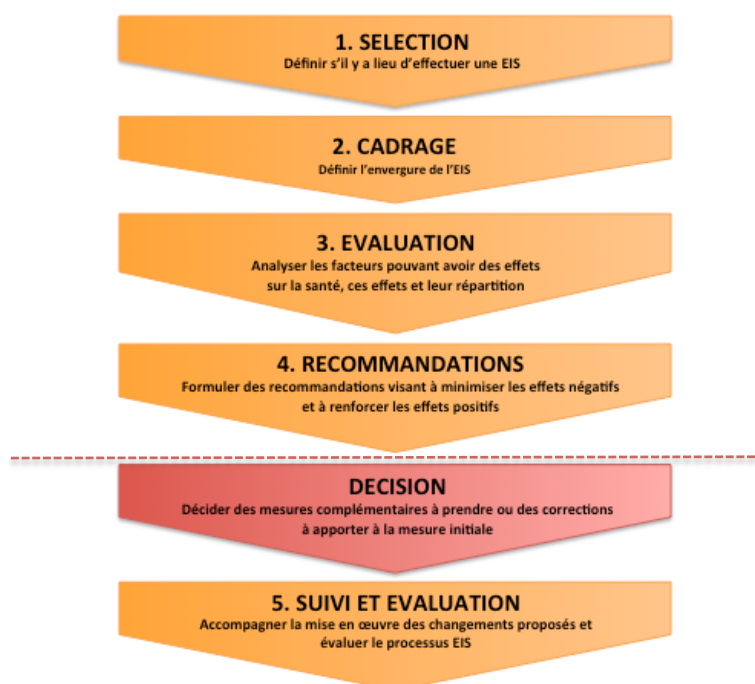 1. SELECTION
Définir s'il y a lieu d'effectuer une EIS
2. CADRAGE
Définir l'envergure de l'EIS
3. EVALUATION
Analyser les facteurs pouvant avoir des effets
sur la santé, ces effets et leur répartition
4. RECOMMANDATIONS
Formuler des recommandations visant à minimiser les effets négatifs
et à renforcer les effets positifs
DECISION
Décider des mesures complémentaires à prendre ou des corrections
à apporter à la mesure initiale
5. SUIVI ET EVALUATION
Accompagner la mise en œuvre des changements proposés et
évaluer le processus EIS